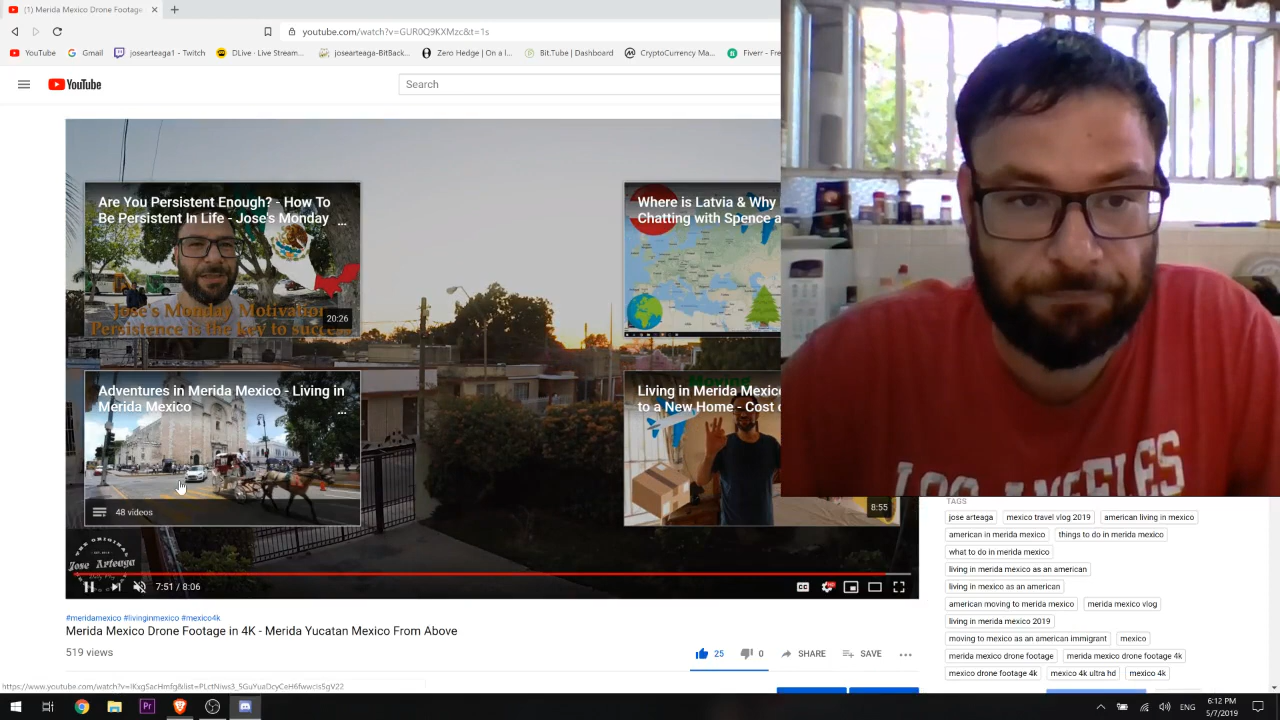 (1) Merida Mexico Drone Footage
youtube.com/watch?v=GUR0Q9KXMzc&t=1s
YouTube
Gmail
josearteaga1 - Twitch
DLive · Live Stream...
josearteaga-BitBack...
Zero Hedge | On a l...
Bit.Tube | Dashboard
CryptoCurrency Ma...
Fiverr - Fre
YouTube
Search
Are You Persistent Enough? - How To
Be Persistent In Life - Jose's Monday
...
Jose's Monday Motivation
Persistence is the key to success
20:26
Where is Latvia & Why
Chatting with Spence a
Adventures in Merida Mexico - Living in
Merida Mexico
...
48 videos
Living in Merida Mexic
to a New Home - Cost
8:55
THE ORIGINAL
Jose Arteaga
7:51 / 8:06
CC
LOS ANGELES
#meridamexico #livinginmexico #mexico4k
Merida Mexico Drone Footage in 4K - Merida Yucatan Mexico From Above
519 views
25
0
SHARE
SAVE
TAGS
jose arteaga
mexico travel vlog 2019
american living in mexico
american in merida mexico
things to do in merida mexico
what to do in merida mexico
living in merida mexico as an american
living in mexico as an american
american moving to merida mexico
merida mexico vlog
living in merida mexico 2019
moving to mexico as an american immigrant
mexico
merida mexico drone footage
merida mexico drone footage 4k
mexico drone footage 4k
mexico 4k ultra hd
mexico 4k
Pr
ENG
6:12 PM
5/7/2019